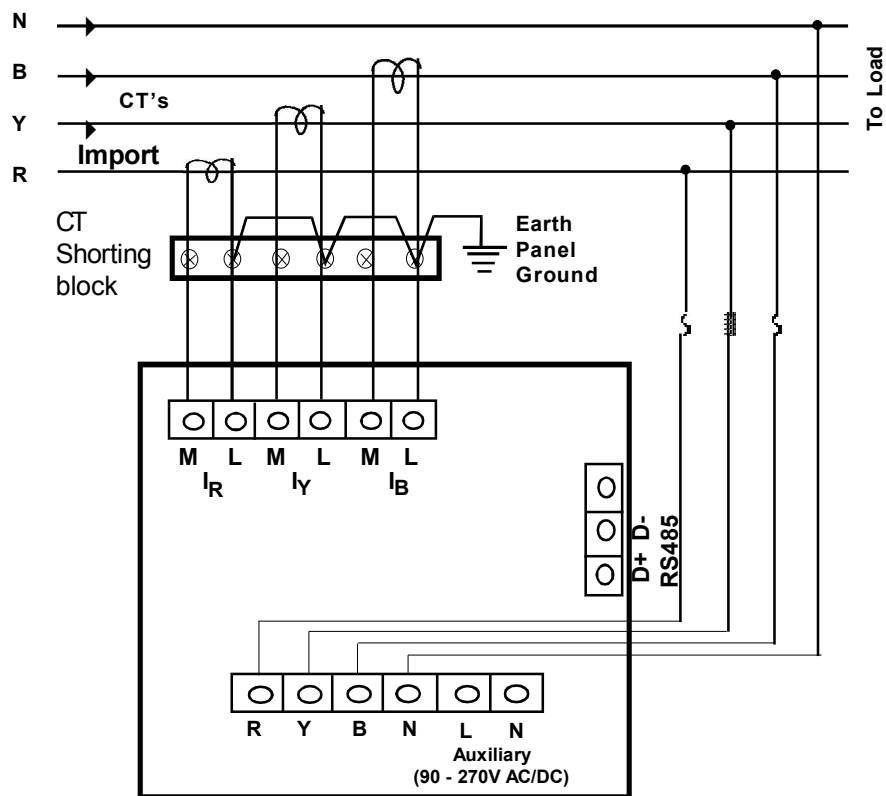 N
B
CT's
Y
Import
R
To Load
CT
Shorting
block
Earth
Panel
Ground
M L M L M L
IR IY IB
D+ D-
RS485
R Y B N L N
Auxiliary
(90 - 270V AC/DC)